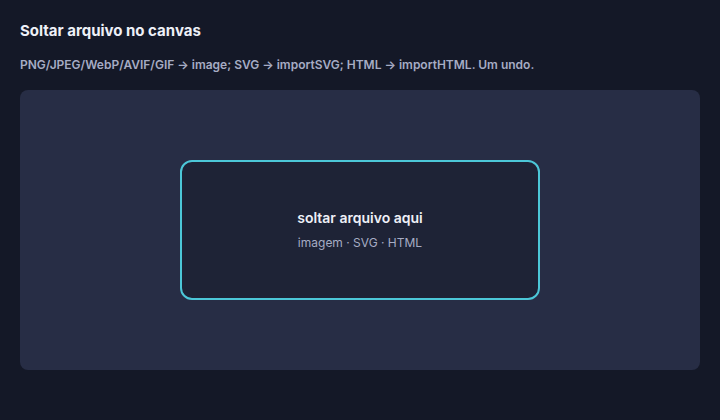 Soltar arquivo no canvas
PNG/JPEG/WebP/AVIF/GIF → image; SVG → importSVG; HTML → importHTML. Um undo.
soltar arquivo aqui
imagem · SVG · HTML